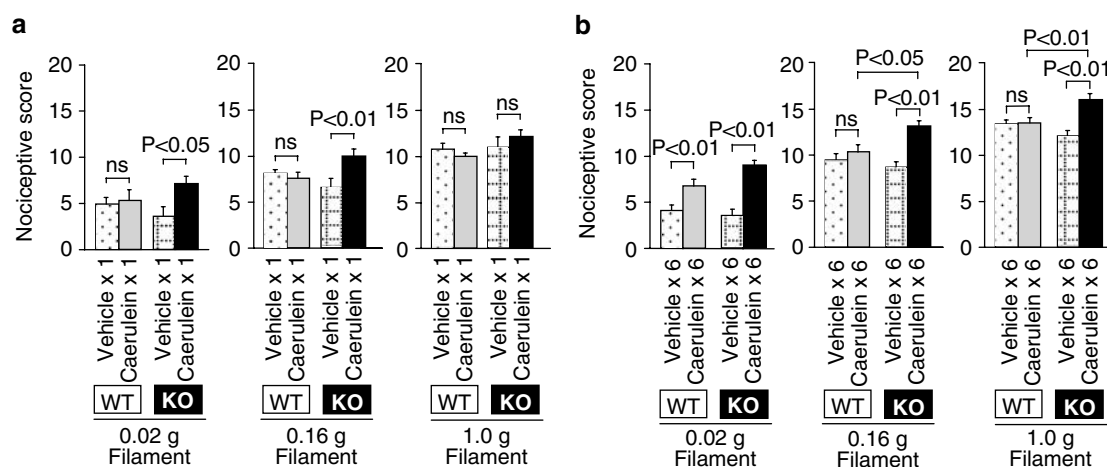 a
Nociceptive score
20
15
10
5
0
ns
P<0.05
Vehicle x 1
Caerulein x 1
Vehicle x 1
Caerulein x 1
WT
KO
0.02 g
Filament
20
15
10
5
0
ns
P<0.01
Vehicle x 1
Caerulein x 1
Vehicle x 1
Caerulein x 1
WT
KO
0.16 g
Filament
20
15
10
5
0
ns
ns
Vehicle x 1
Caerulein x 1
Vehicle x 1
Caerulein x 1
WT
KO
1.0 g
Filament
b
Nociceptive score
20
15
10
5
0
P<0.01
P<0.01
Vehicle x 6
Caerulein x 6
Vehicle x 6
Caerulein x 6
WT
KO
0.02 g
Filament
20
15
10
5
0
P<0.05
ns
P<0.01
Vehicle x 6
Caerulein x 6
Vehicle x 6
Caerulein x 6
WT
KO
0.16 g
Filament
20
15
10
5
0
P<0.01
ns
P<0.01
Vehicle x 6
Caerulein x 6
Vehicle x 6
Caerulein x 6
WT
KO
1.0 g
Filament